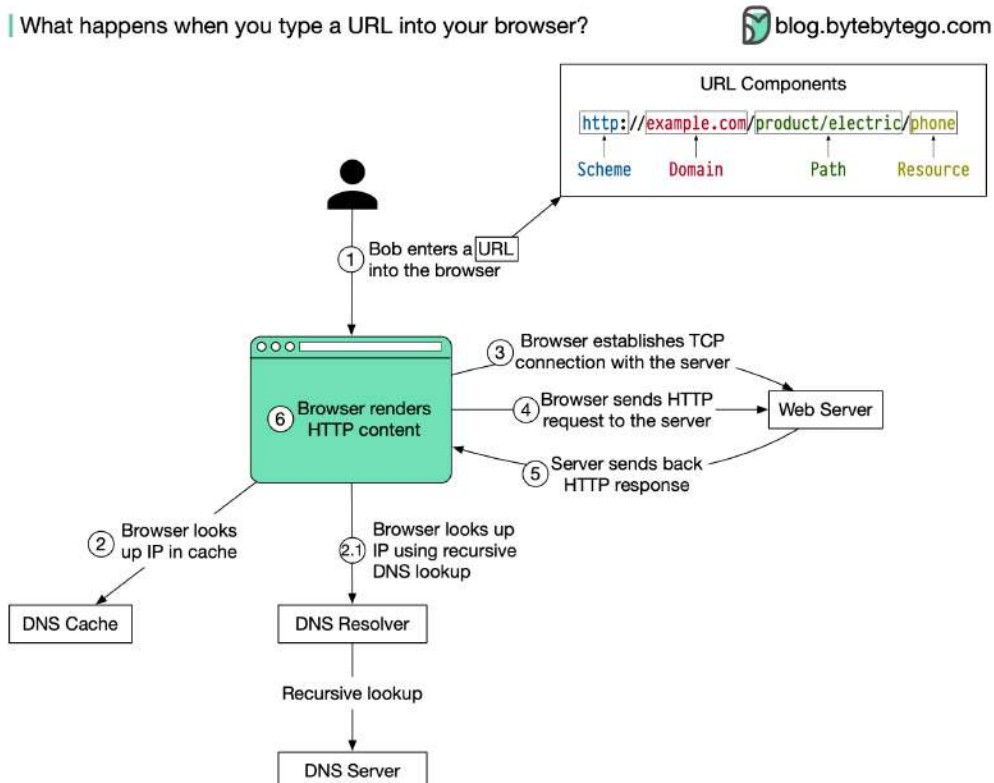 What happens when you type a URL into your browser?
blog.bytebytego.com
URL Components
http://example.com/product/electric/phone
Scheme Domain Path Resource
1 Bob enters a URL
into the browser
3 Browser establishes TCP
connection with the server
4 Browser sends HTTP
request to the server
Web Server
5 Server sends back
HTTP response
6 Browser renders
HTTP content
2 Browser looks
up IP in cache
2.1 Browser looks up
IP using recursive
DNS lookup
DNS Cache
DNS Resolver
Recursive lookup
DNS Server